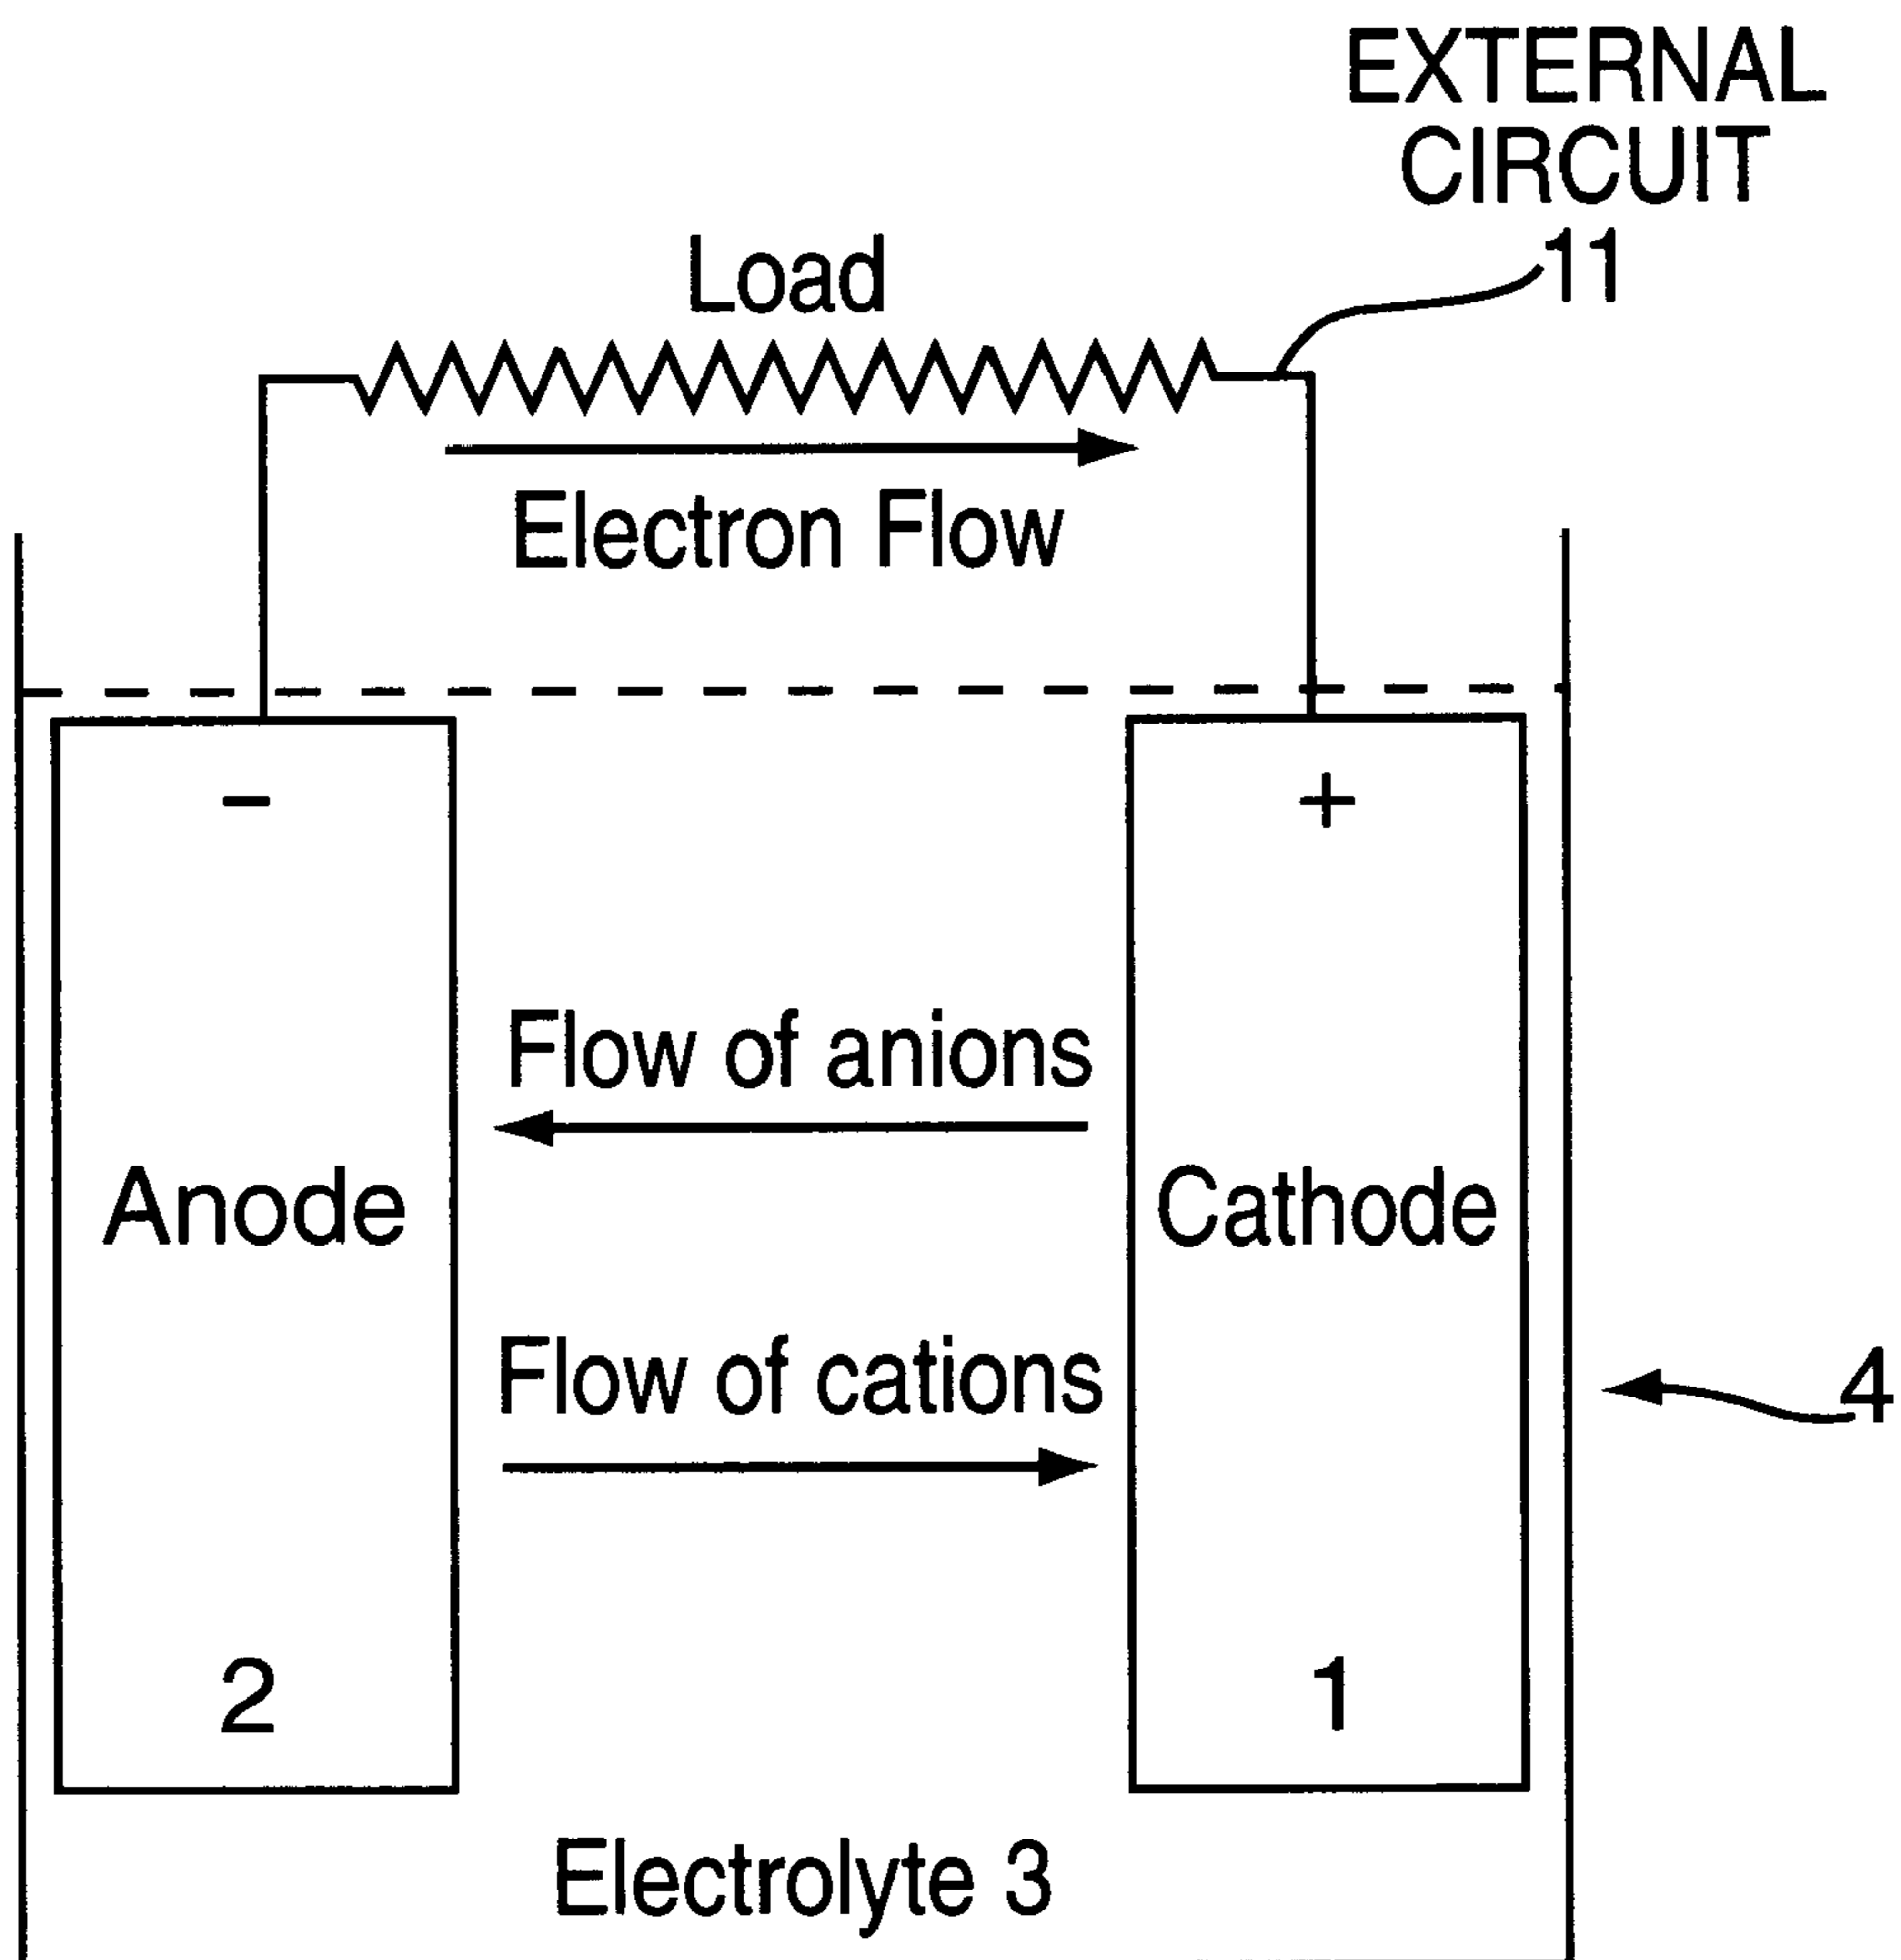 EXTERNAL
CIRCUIT
11
Load
Electron Flow
−
+
Flow of anions
Anode
Cathode
Flow of cations
4
2
1
Electrolyte 3